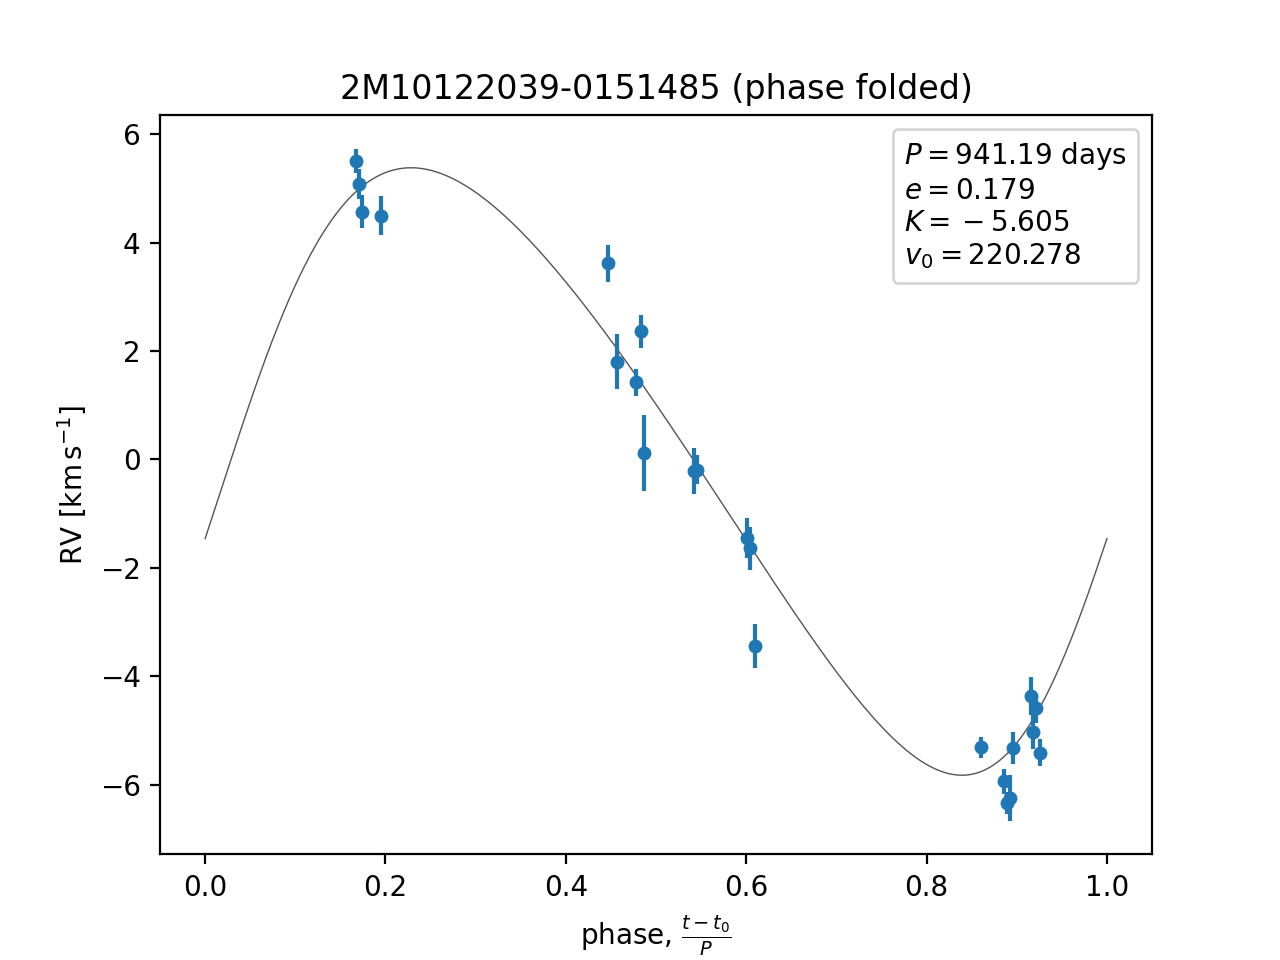 2M10122039-0151485 (phase folded)
P = 941.19 days
e = 0.179
K = −5.605
v₀ = 220.278
RV [km s⁻¹]
6
4
2
0
−2
−4
−6
0.0 0.2 0.4 0.6 0.8 1.0
phase, (t − t₀)/P